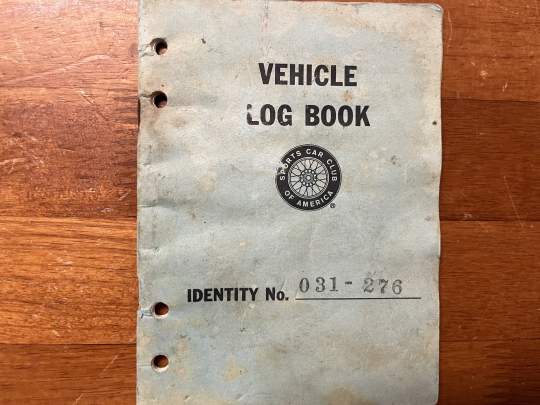 VEHICLE
LOG BOOK
SPORTS CAR CLUB
OF AMERICA
®
IDENTITY No. 031-276